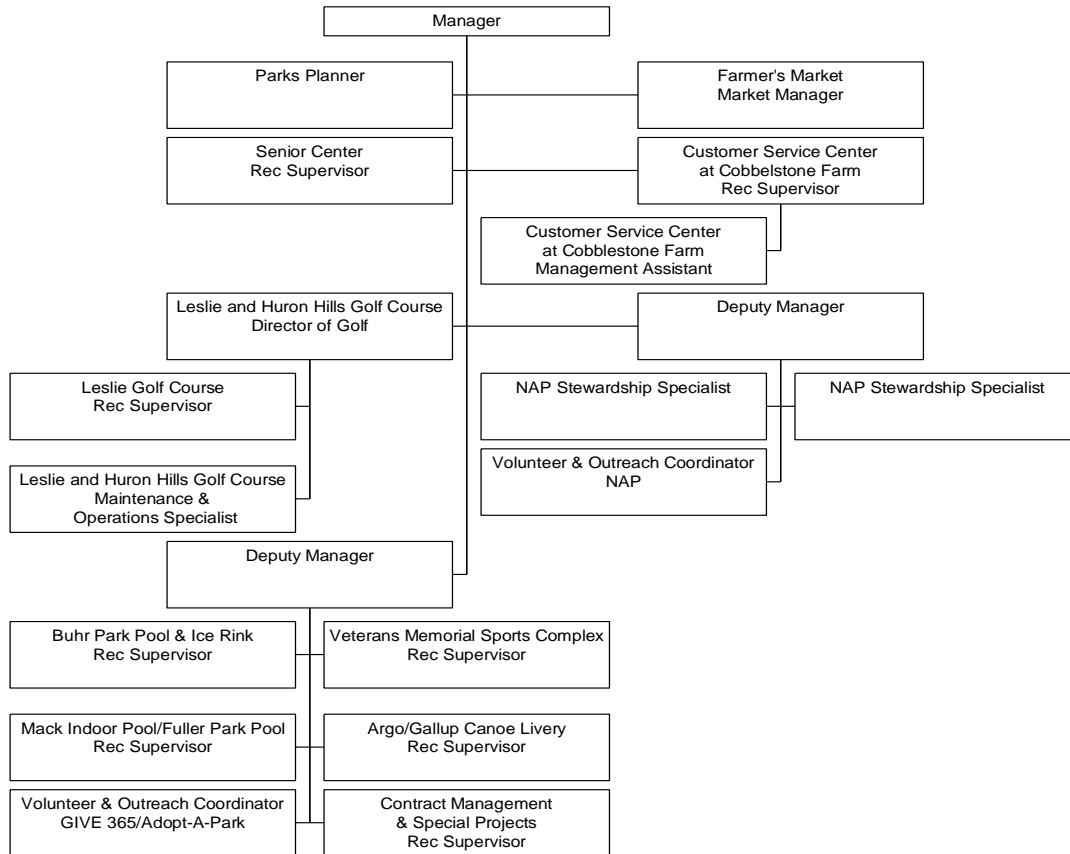 Manager
Parks Planner
Farmer's Market
Market Manager
Senior Center
Rec Supervisor
Customer Service Center
at Cobbelstone Farm
Rec Supervisor
Customer Service Center
at Cobblestone Farm
Management Assistant
Leslie and Huron Hills Golf Course
Director of Golf
Deputy Manager
Leslie Golf Course
Rec Supervisor
NAP Stewardship Specialist
NAP Stewardship Specialist
Leslie and Huron Hills Golf Course
Maintenance &
Operations Specialist
Volunteer & Outreach Coordinator
NAP
Deputy Manager
Buhr Park Pool & Ice Rink
Rec Supervisor
Veterans Memorial Sports Complex
Rec Supervisor
Mack Indoor Pool/Fuller Park Pool
Rec Supervisor
Argo/Gallup Canoe Livery
Rec Supervisor
Volunteer & Outreach Coordinator
GIVE 365/Adopt-A-Park
Contract Management
& Special Projects
Rec Supervisor